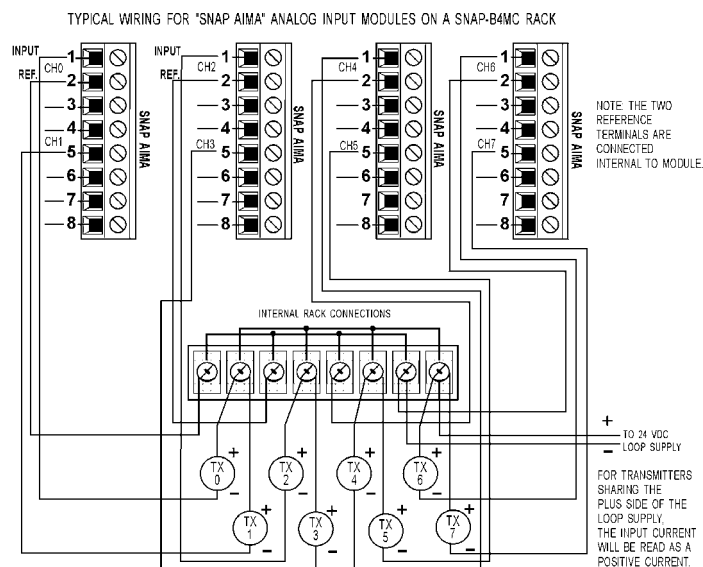 TYPICAL WIRING FOR "SNAP AIMA" ANALOG INPUT MODULES ON A SNAP-B4MC RACK
INPUT
REF.
CH0
CH1
1
2
3
4
5
6
7
8
SNAP AIMA
INPUT
REF.
CH2
CH3
1
2
3
4
5
6
7
8
SNAP AIMA
CH4
CH5
1
2
3
4
5
6
7
8
SNAP AIMA
CH6
CH7
1
2
3
4
5
6
7
8
SNAP AIMA
NOTE: THE TWO
REFERENCE
TERMINALS ARE
CONNECTED
INTERNAL TO MODULE.
INTERNAL RACK CONNECTIONS
+
TO 24 VDC
LOOP SUPPLY
−
TX 0
+
−
TX 2
+
−
TX 4
+
−
TX 6
+
−
TX 1
+
−
TX 3
+
−
TX 5
+
−
TX 7
+
−
FOR TRANSMITTERS
SHARING THE
PLUS SIDE OF THE
LOOP SUPPLY,
THE INPUT CURRENT
WILL BE READ AS A
POSITIVE CURRENT.